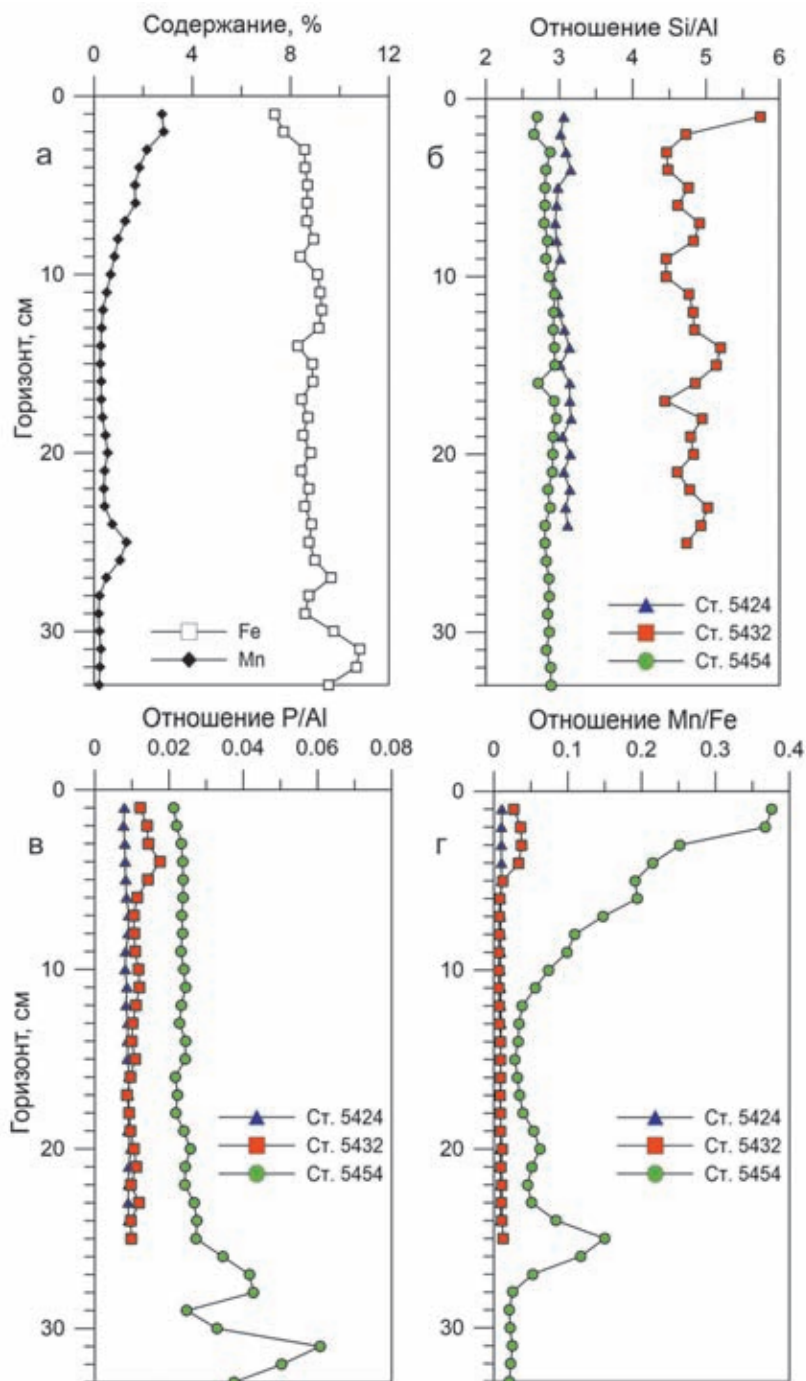 Содержание, %
0 4 8 12
0
а
10
Горизонт, см
20
30
Fe
Mn
Отношение Si/Al
2 3 4 5 6
0
б
10
20
30
Ст. 5424
Ст. 5432
Ст. 5454
Отношение P/Al
0 0.02 0.04 0.06 0.08
0
в
10
Горизонт, см
20
30
Ст. 5424
Ст. 5432
Ст. 5454
Отношение Mn/Fe
0 0.1 0.2 0.3 0.4
0
г
10
20
30
Ст. 5424
Ст. 5432
Ст. 5454